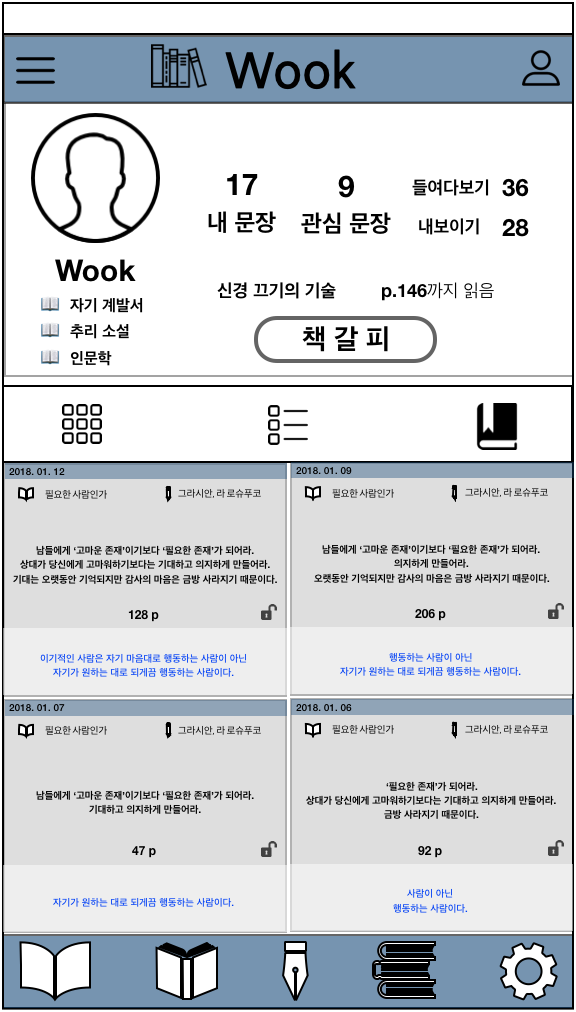 Wook
17
내 문장
9
관심 문장
들여다보기 36
내보이기 28
Wook
자기 계발서
추리 소설
인문학
신경 끄기의 기술 p.146까지 읽음
책 갈 피
2018. 01. 12
필요한 사람인가 그라시안, 라 로슈푸코
남들에게 ‘고마운 존재’이기보다 ‘필요한 존재’가 되어라.
상대가 당신에게 고마워하기보다는 기대하고 의지하게 만들어라.
기대는 오랫동안 기억되지만 감사의 마음은 금방 사라지기 때문이다.
128 p
이기적인 사람은 자기 마음대로 행동하는 사람이 아닌
자기가 원하는 대로 되게끔 행동하는 사람이다.
2018. 01. 09
필요한 사람인가 그라시안, 라 로슈푸코
남들에게 ‘고마운 존재’이기보다 ‘필요한 존재’가 되어라.
의지하게 만들어라.
오랫동안 기억되지만 감사의 마음은 금방 사라지기 때문이다.
206 p
행동하는 사람이 아닌
자기가 원하는 대로 되게끔 행동하는 사람이다.
2018. 01. 07
필요한 사람인가 그라시안, 라 로슈푸코
남들에게 ‘고마운 존재’이기보다 ‘필요한 존재’가 되어라.
기대하고 의지하게 만들어라.
47 p
자기가 원하는 대로 되게끔 행동하는 사람이다.
2018. 01. 06
필요한 사람인가 그라시안, 라 로슈푸코
‘필요한 존재’가 되어라.
상대가 당신에게 고마워하기보다는 기대하고 의지하게 만들어라.
금방 사라지기 때문이다.
92 p
사람이 아닌
행동하는 사람이다.